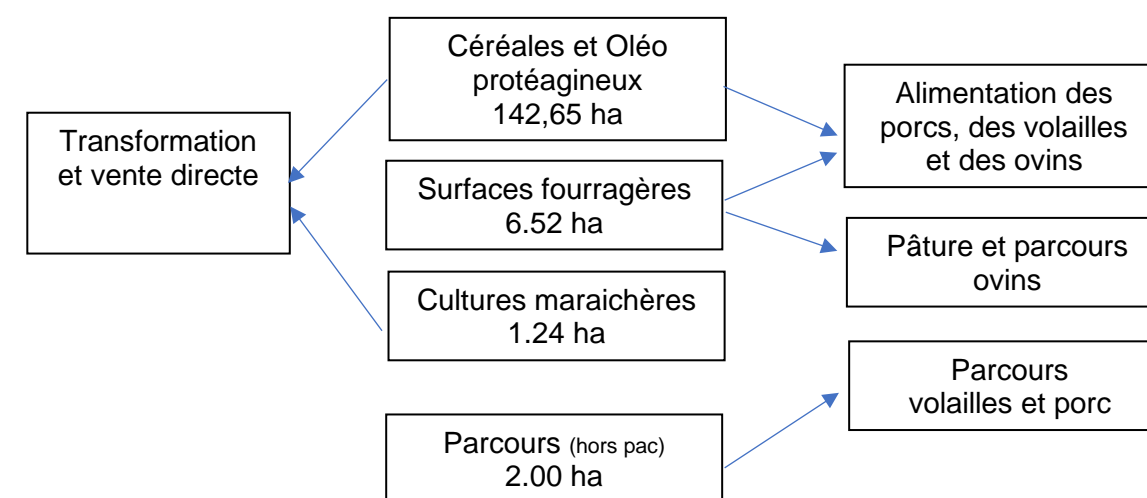 Transformation
et vente directe
Céréales et Oléo
protéagineux
142,65 ha
Surfaces fourragères
6.52 ha
Cultures maraichères
1.24 ha
Parcours (hors pac)
2.00 ha
Alimentation des
porcs, des volailles
et des ovins
Pâture et parcours
ovins
Parcours
volailles et porc